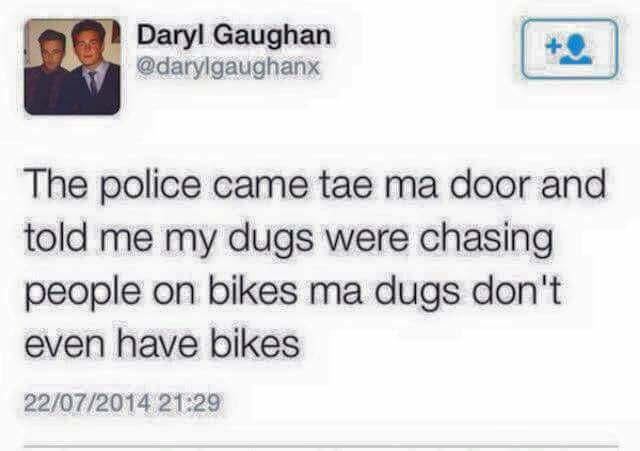 Daryl Gaughan
@darylgaughanx
The police came tae ma door and
told me my dugs were chasing
people on bikes ma dugs don't
even have bikes
22/07/2014 21:29